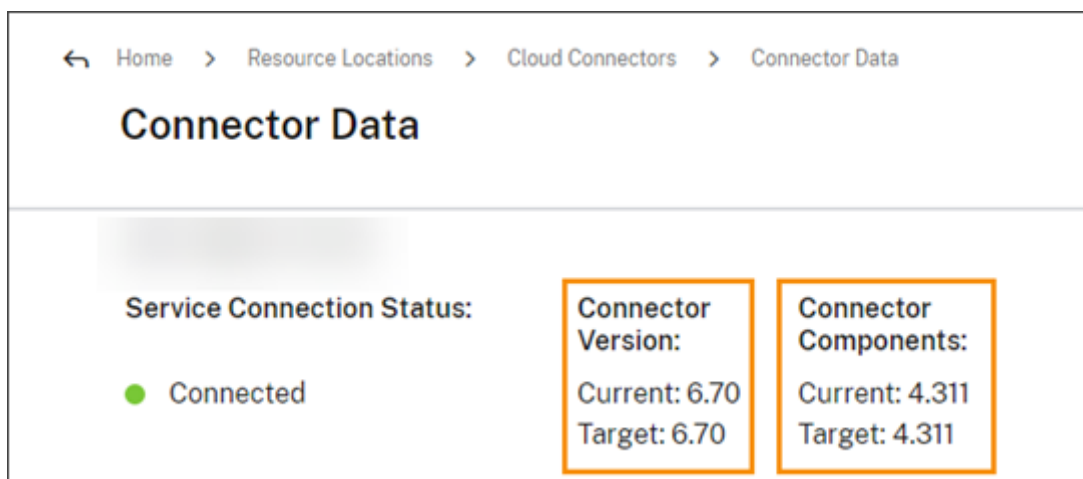 Home > Resource Locations > Cloud Connectors > Connector Data
Connector Data
Service Connection Status:
Connected
Connector
Version:
Current: 6.70
Target: 6.70
Connector
Components:
Current: 4.311
Target: 4.311